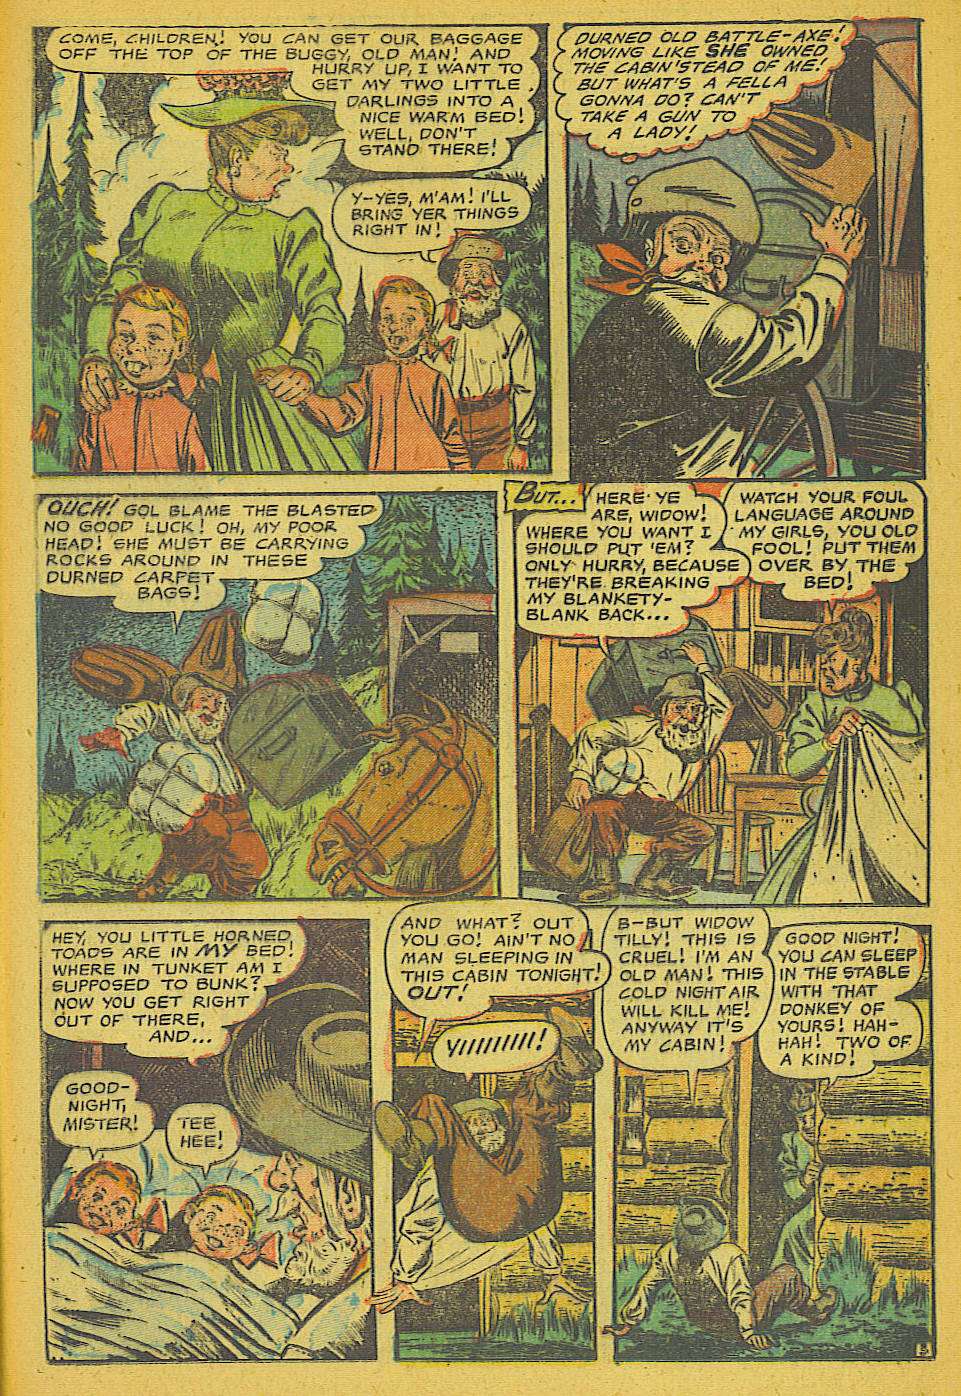 COME, CHILDREN! YOU CAN GET OUR BAGGAGE
OFF THE TOP OF THE BUGGY, OLD MAN! AND
HURRY UP, I WANT TO
GET MY TWO LITTLE
DARLINGS INTO A
NICE WARM BED!
WELL, DON'T
STAND THERE!
Y-YES, M'AM! I'LL
BRING YER THINGS
RIGHT IN!
DURNED OLD BATTLE-AXE!
MOVING LIKE SHE OWNED
THE CABIN 'STEAD OF ME!
BUT WHAT'S A FELLA
GONNA DO? CAN'T
TAKE A GUN TO
A LADY!
OUCH! GOL BLAME THE BLASTED
NO GOOD LUCK! OH, MY POOR
HEAD! SHE MUST BE CARRYING
ROCKS AROUND IN THESE
DURNED CARPET
BAGS!
BUT...
HERE YE
ARE, WIDOW!
WHERE YOU WANT I
SHOULD PUT 'EM?
ONLY HURRY, BECAUSE
THEY'RE BREAKING
MY BLANKETY-
BLANK BACK...
WATCH YOUR FOUL
LANGUAGE AROUND
MY GIRLS, YOU OLD
FOOL! PUT THEM
OVER BY THE
BED!
HEY, YOU LITTLE HORNED
TOADS ARE IN MY BED!
WHERE IN TUNKET AM I
SUPPOSED TO BUNK?
NOW YOU GET RIGHT
OUT OF THERE,
AND...
GOOD-
NIGHT,
MISTER!
TEE
HEE!
AND WHAT? OUT
YOU GO! AIN'T NO
MAN SLEEPING IN
THIS CABIN TONIGHT!
OUT!
YIIIIIIIII!
B-BUT WIDOW
TILLY! THIS IS
CRUEL! I'M AN
OLD MAN! THIS
COLD NIGHT AIR
WILL KILL ME!
ANYWAY IT'S
MY CABIN!
GOOD NIGHT!
YOU CAN SLEEP
IN THE STABLE
WITH THAT
DONKEY OF
YOURS! HAH-
HAH! TWO OF
A KIND!